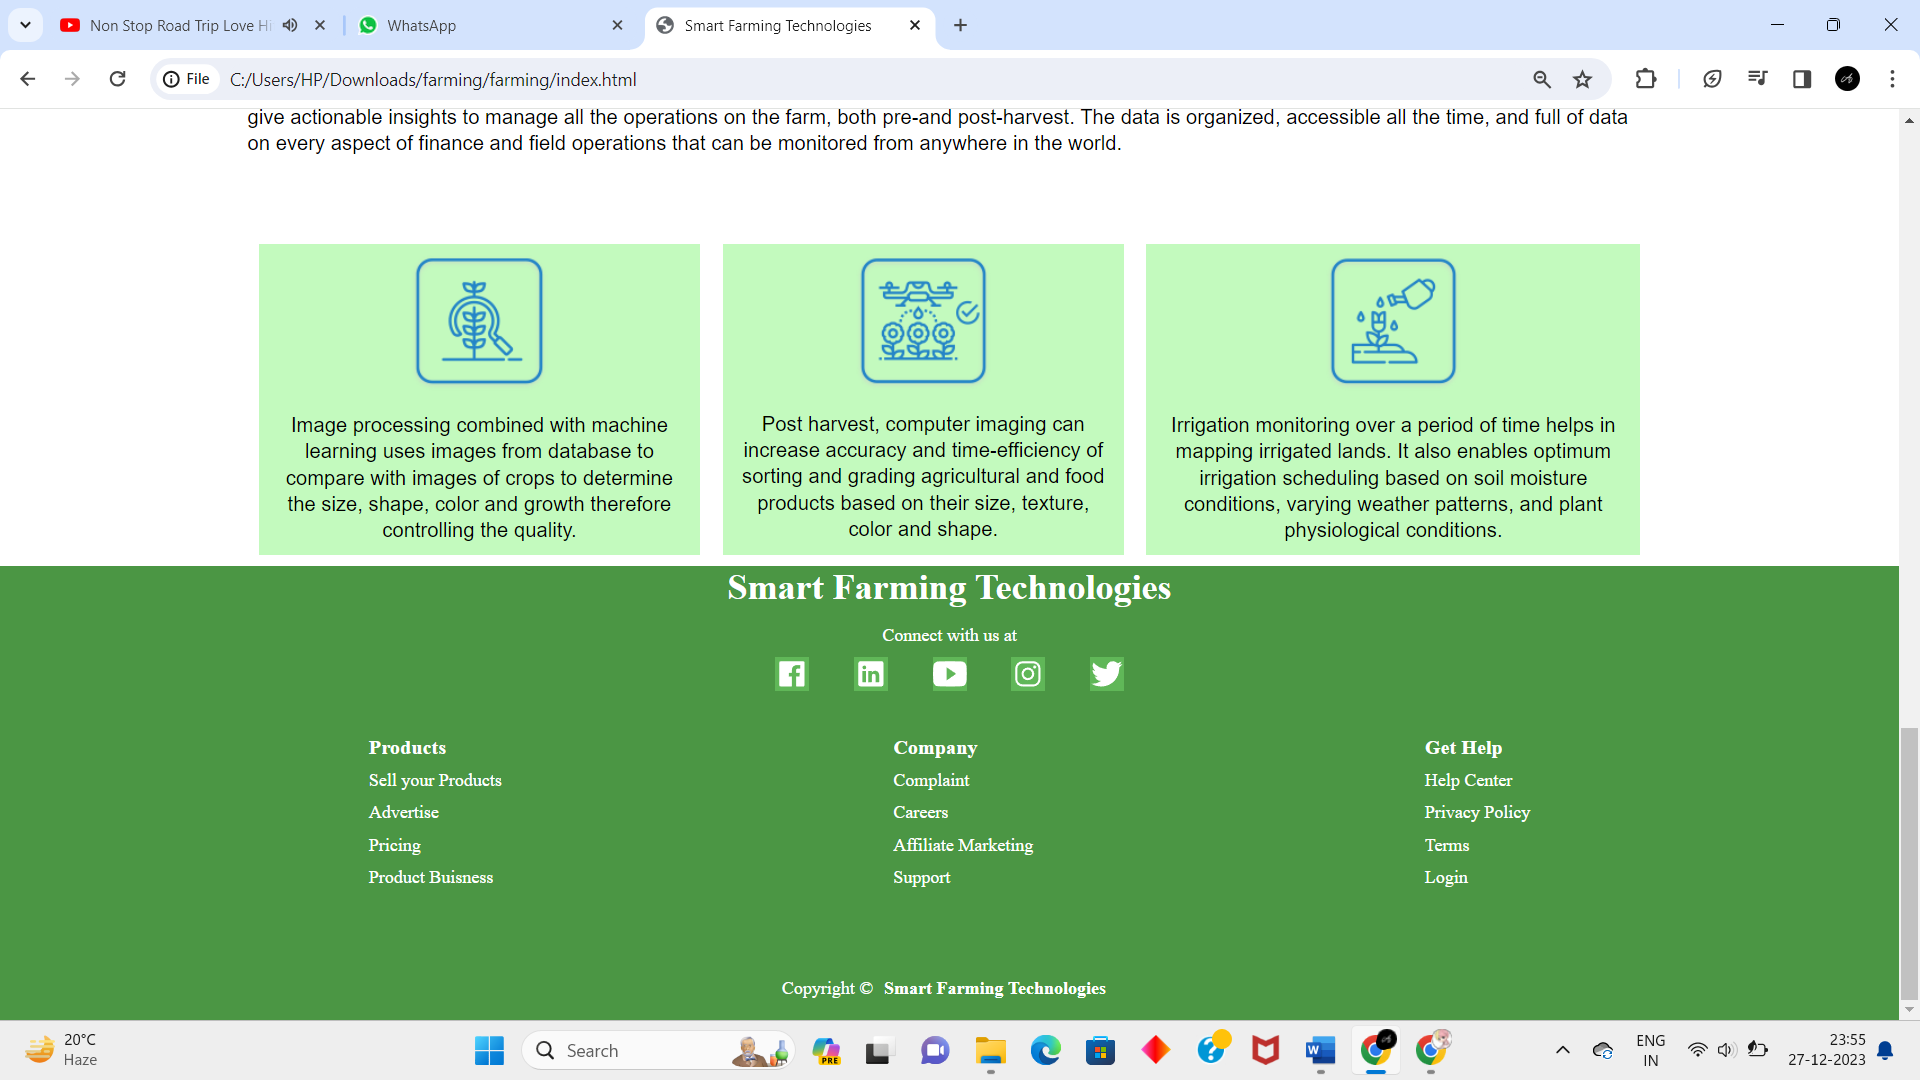 Non Stop Road Trip Love Hi
WhatsApp
Smart Farming Technologies
File
C:/Users/HP/Downloads/farming/farming/index.html
give actionable insights to manage all the operations on the farm, both pre-and post-harvest. The data is organized, accessible all the time, and full of data
on every aspect of finance and field operations that can be monitored from anywhere in the world.
Image processing combined with machine
learning uses images from database to
compare with images of crops to determine
the size, shape, color and growth therefore
controlling the quality.
Post harvest, computer imaging can
increase accuracy and time-efficiency of
sorting and grading agricultural and food
products based on their size, texture,
color and shape.
Irrigation monitoring over a period of time helps in
mapping irrigated lands. It also enables optimum
irrigation scheduling based on soil moisture
conditions, varying weather patterns, and plant
physiological conditions.
Smart Farming Technologies
Connect with us at
Products
Sell your Products
Advertise
Pricing
Product Buisness
Company
Complaint
Careers
Affiliate Marketing
Support
Get Help
Help Center
Privacy Policy
Terms
Login
Copyright © Smart Farming Technologies
20°C
Haze
Search
PRE
ENG
IN
23:55
27-12-2023